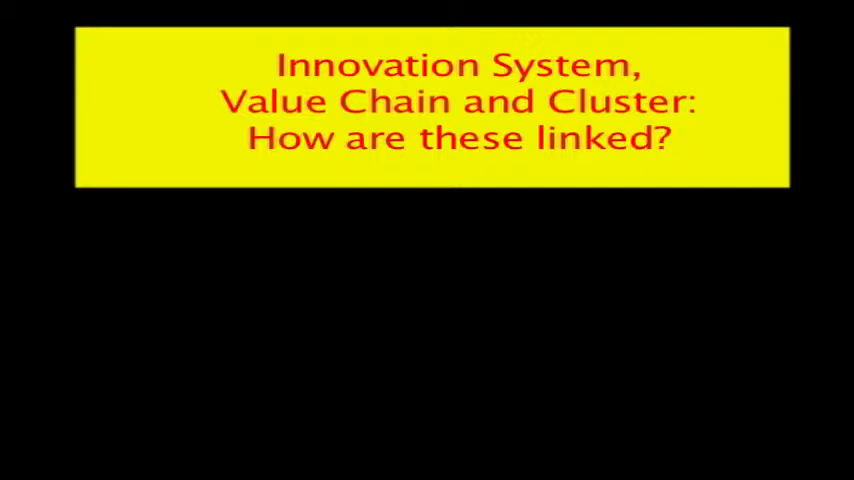 Innovation System,
Value Chain and Cluster:
How are these linked?